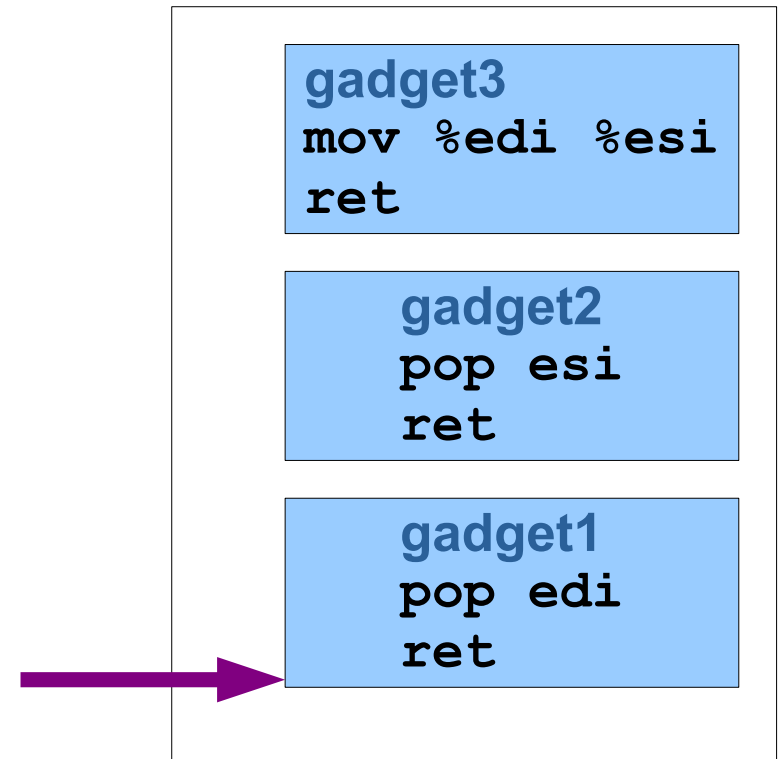 gadget3
mov %edi %esi
ret
gadget2
pop esi
ret
gadget1
pop edi
ret